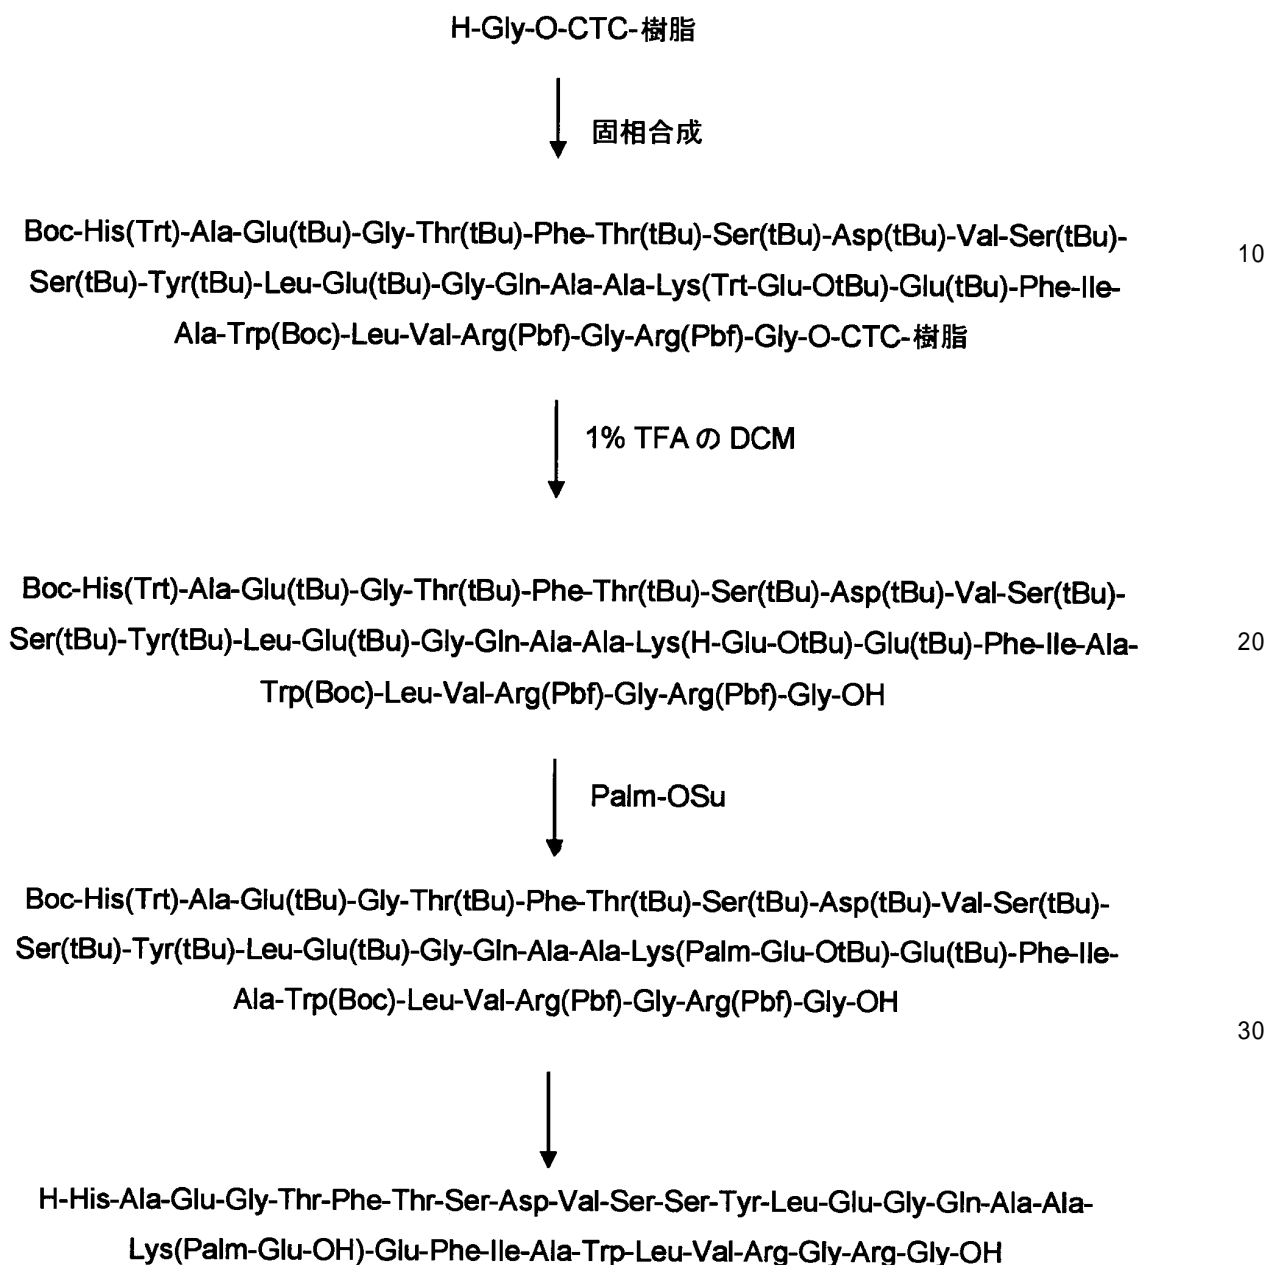 H-Gly-O-CTC-樹脂
固相合成
Boc-His(Trt)-Ala-Glu(tBu)-Gly-Thr(tBu)-Phe-Thr(tBu)-Ser(tBu)-Asp(tBu)-Val-Ser(tBu)-
10
Ser(tBu)-Tyr(tBu)-Leu-Glu(tBu)-Gly-Gln-Ala-Ala-Lys(Trt-Glu-OtBu)-Glu(tBu)-Phe-Ile-
Ala-Trp(Boc)-Leu-Val-Arg(Pbf)-Gly-Arg(Pbf)-Gly-O-CTC-樹脂
1% TFA の DCM
Boc-His(Trt)-Ala-Glu(tBu)-Gly-Thr(tBu)-Phe-Thr(tBu)-Ser(tBu)-Asp(tBu)-Val-Ser(tBu)-
Ser(tBu)-Tyr(tBu)-Leu-Glu(tBu)-Gly-Gln-Ala-Ala-Lys(H-Glu-OtBu)-Glu(tBu)-Phe-Ile-Ala-
20
Trp(Boc)-Leu-Val-Arg(Pbf)-Gly-Arg(Pbf)-Gly-OH
Palm-OSu
Boc-His(Trt)-Ala-Glu(tBu)-Gly-Thr(tBu)-Phe-Thr(tBu)-Ser(tBu)-Asp(tBu)-Val-Ser(tBu)-
Ser(tBu)-Tyr(tBu)-Leu-Glu(tBu)-Gly-Gln-Ala-Ala-Lys(Palm-Glu-OtBu)-Glu(tBu)-Phe-Ile-
Ala-Trp(Boc)-Leu-Val-Arg(Pbf)-Gly-Arg(Pbf)-Gly-OH
30
H-His-Ala-Glu-Gly-Thr-Phe-Thr-Ser-Asp-Val-Ser-Ser-Tyr-Leu-Glu-Gly-Gln-Ala-Ala-
Lys(Palm-Glu-OH)-Glu-Phe-Ile-Ala-Trp-Leu-Val-Arg-Gly-Arg-Gly-OH